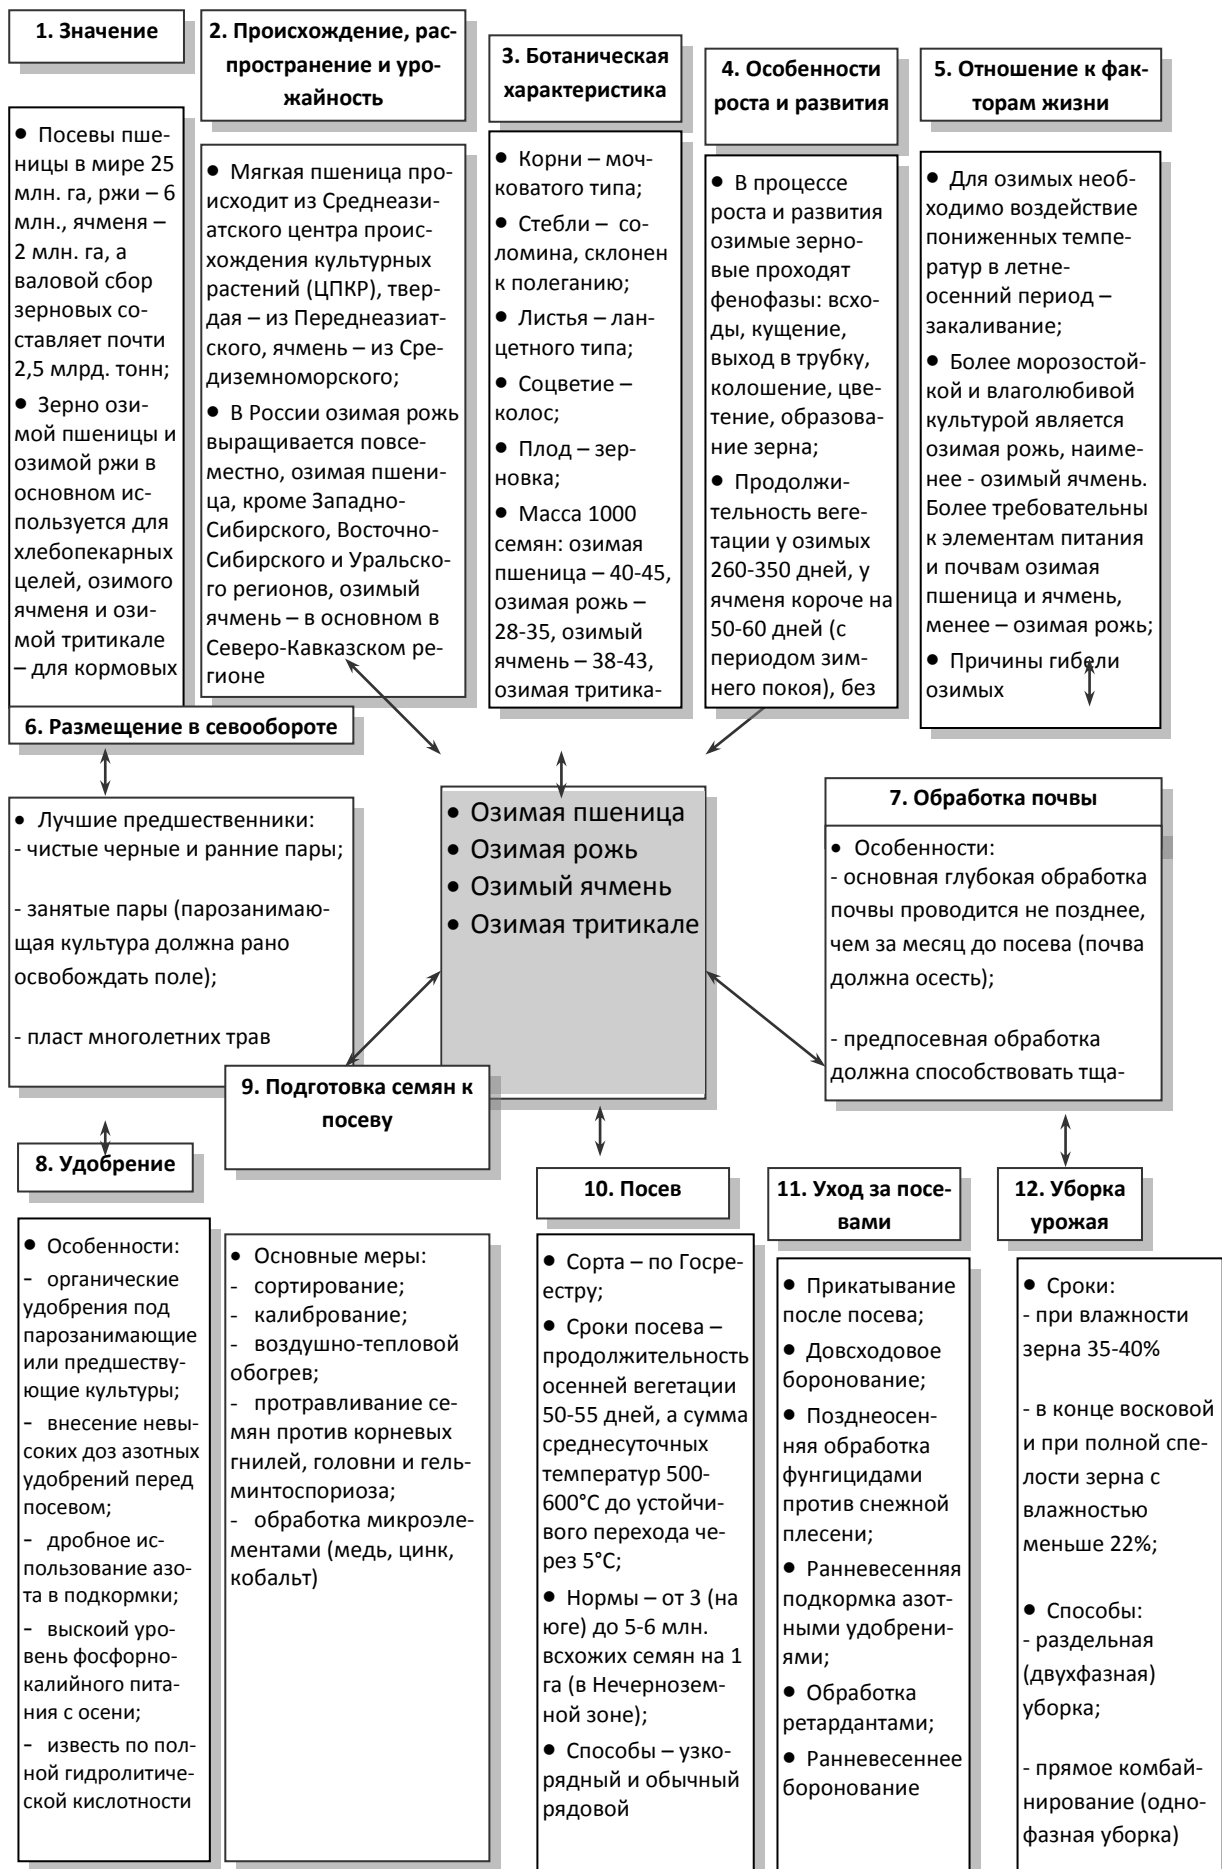 1. Значение
2. Происхождение, рас-
пространение и уро-
жайность
3. Ботаническая
характеристика
4. Особенности
роста и развития
5. Отношение к фак-
торам жизни
● Посевы пше-
ницы в мире 25
млн. га, ржи – 6
млн., ячменя –
2 млн. га, а
валовой сбор
зерновых со-
ставляет почти
2,5 млрд. тонн;
● Зерно ози-
мой пшеницы и
озимой ржи в
основном ис-
пользуется для
хлебопекарных
целей, озимого
ячменя и ози-
мой тритикале
– для кормовых
● Мягкая пшеница про-
исходит из Среднеази-
атского центра проис-
хождения культурных
растений (ЦПКР), твер-
дая – из Переднеазиат-
ского, ячмень – из Сре-
диземноморского;
● В России озимая рожь
выращивается повсе-
местно, озимая пшени-
ца, кроме Западно-
Сибирского, Восточно-
Сибирского и Уральско-
го регионов, озимый
ячмень – в основном в
Северо-Кавказском ре-
гионе
● Корни – моч-
коватого типа;
● Стебли – со-
ломина, склонен
к полеганию;
● Листья – лан-
цетного типа;
● Соцветие –
колос;
● Плод – зер-
новка;
● Масса 1000
семян: озимая
пшеница – 40-45,
озимая рожь –
28-35, озимый
ячмень – 38-43,
озимая тритика-
● В процессе
роста и развития
озимые зерно-
вые проходят
фенофазы: всхо-
ды, кущение,
выход в трубку,
колошение, цве-
тение, образова-
ние зерна;
● Продолжи-
тельность веге-
тации у озимых
260-350 дней, у
ячменя короче на
50-60 дней (с
периодом зим-
него покоя), без
● Для озимых необ-
ходимо воздействие
пониженных темпе-
ратур в летне-
осенний период –
закаливание;
● Более морозостой-
кой и влаголюбивой
культурой является
озимая рожь, наиме-
нее - озимый ячмень.
Более требовательны
к элементам питания
и почвам озимая
пшеница и ячмень,
менее – озимая рожь;
● Причины гибели
озимых
6. Размещение в севообороте
● Лучшие предшественники:
- чистые черные и ранние пары;
- занятые пары (парозанимаю-
щая культура должна рано
освобождать поле);
- пласт многолетних трав
● Озимая пшеница
● Озимая рожь
● Озимый ячмень
● Озимая тритикале
7. Обработка почвы
● Особенности:
- основная глубокая обработка
почвы проводится не позднее,
чем за месяц до посева (почва
должна осесть);
- предпосевная обработка
должна способствовать тща-
8. Удобрение
● Особенности:
- органические
удобрения под
парозанимающие
или предшеству-
ющие культуры;
- внесение невы-
соких доз азотных
удобрений перед
посевом;
- дробное ис-
пользование азо-
та в подкормки;
- выскоий уро-
вень фосфорно-
калийного пита-
ния с осени;
- известь по пол-
ной гидролитиче-
ской кислотности
9. Подготовка семян к
посеву
● Основные меры:
- сортирование;
- калибрование;
- воздушно-тепловой
обогрев;
- протравливание се-
мян против корневых
гнилей, головни и гель-
минтоспориоза;
- обработка микроэле-
ментами (медь, цинк,
кобальт)
10. Посев
● Сорта – по Госре-
естру;
● Сроки посева –
продолжительность
осенней вегетации
50-55 дней, а сумма
среднесуточных
температур 500-
600°С до устойчи-
вого перехода че-
рез 5°С;
● Нормы – от 3 (на
юге) до 5-6 млн.
всхожих семян на 1
га (в Нечернозем-
ной зоне);
● Способы – узко-
рядный и обычный
рядовой
11. Уход за посе-
вами
● Прикатывание
после посева;
● Довсходовое
боронование;
● Позднеосен-
няя обработка
фунгицидами
против снежной
плесени;
● Ранневесенняя
подкормка азот-
ными удобрени-
ями;
● Обработка
ретардантами;
● Ранневесеннее
боронование
12. Уборка
урожая
● Сроки:
- при влажности
зерна 35-40%
- в конце восковой
и при полной спе-
лости зерна с
влажностью
меньше 22%;
● Способы:
- раздельная
(двухфазная)
уборка;
- прямое комбай-
нирование (одно-
фазная уборка)